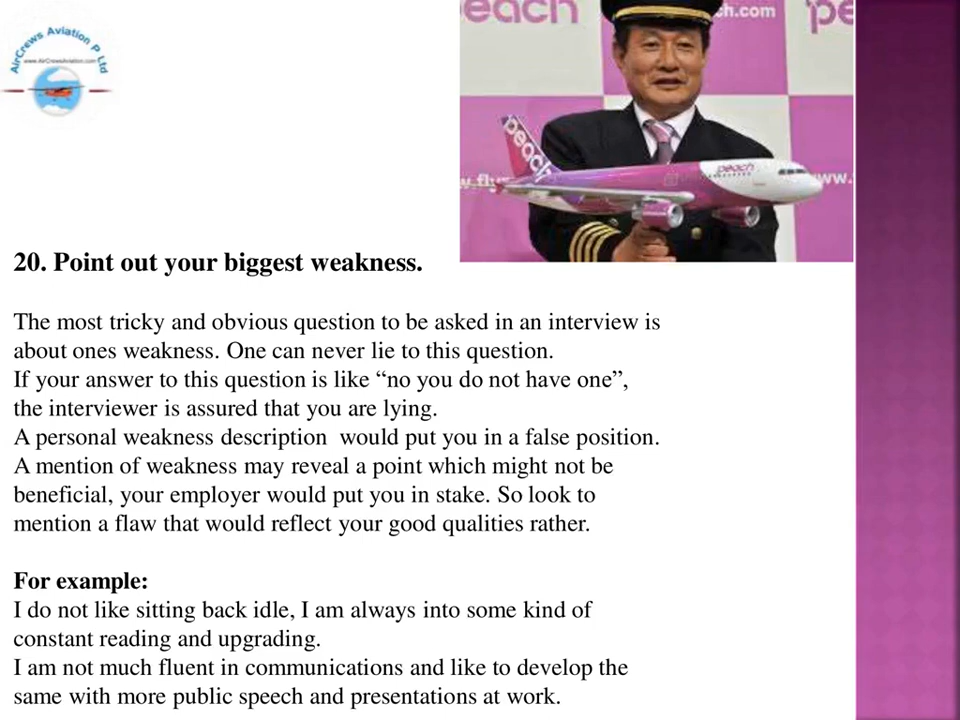 AirCrews Aviation P Ltd
www.AirCrewsAviation.com
peach
ch.com
pe
peach
peach
w.fly
www.
20. Point out your biggest weakness.
The most tricky and obvious question to be asked in an interview is
about ones weakness. One can never lie to this question.
If your answer to this question is like “no you do not have one”,
the interviewer is assured that you are lying.
A personal weakness description would put you in a false position.
A mention of weakness may reveal a point which might not be
beneficial, your employer would put you in stake. So look to
mention a flaw that would reflect your good qualities rather.
For example:
I do not like sitting back idle, I am always into some kind of
constant reading and upgrading.
I am not much fluent in communications and like to develop the
same with more public speech and presentations at work.